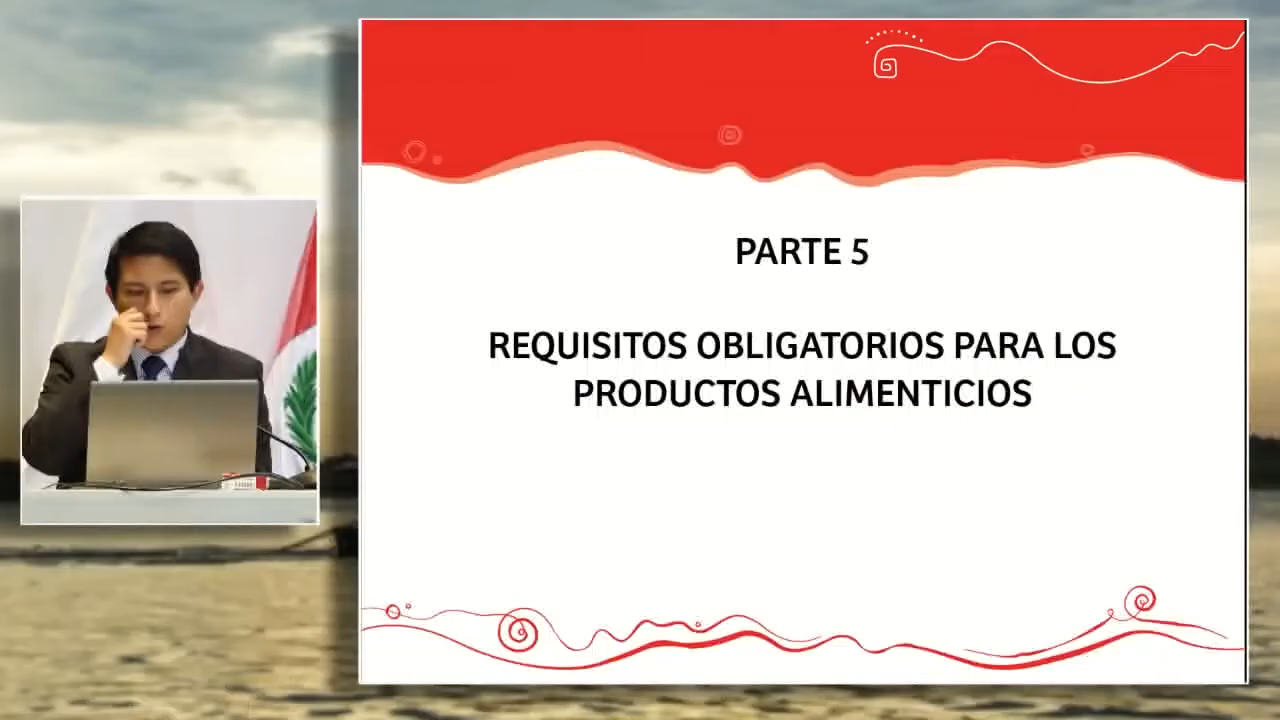 PARTE 5
REQUISITOS OBLIGATORIOS PARA LOS
PRODUCTOS ALIMENTICIOS